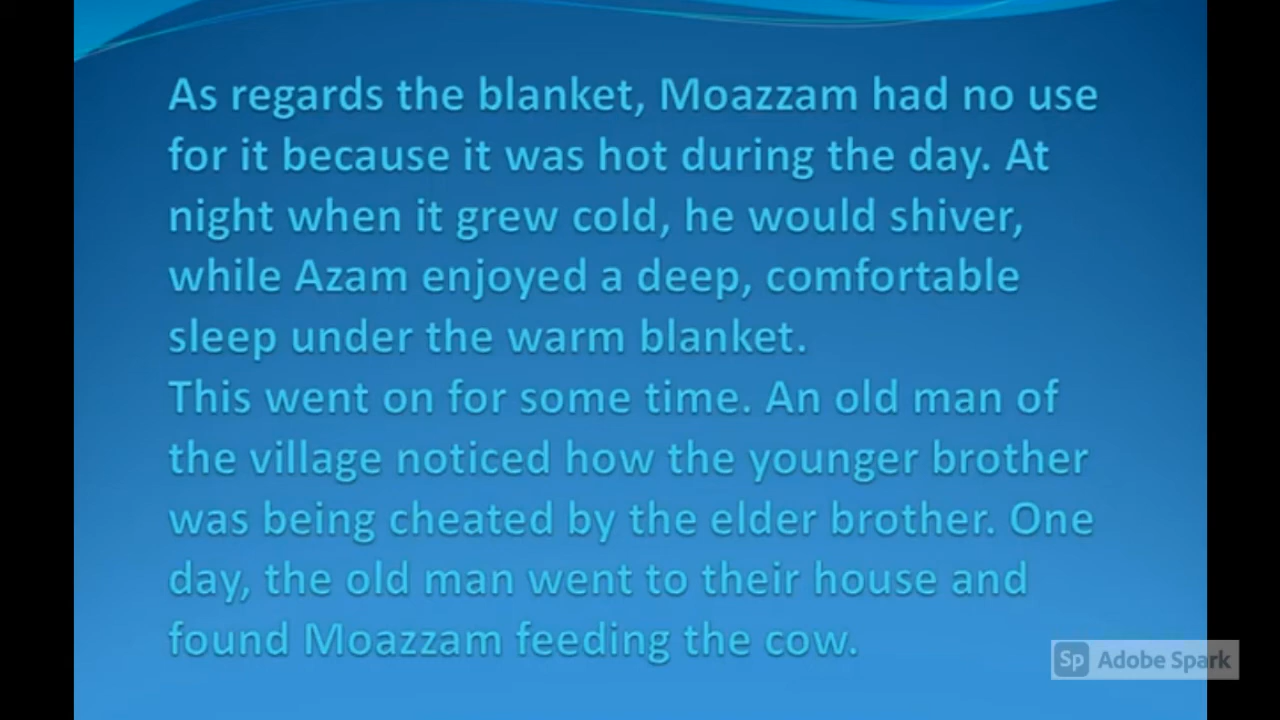 As regards the blanket, Moazzam had no use
for it because it was hot during the day. At
night when it grew cold, he would shiver,
while Azam enjoyed a deep, comfortable
sleep under the warm blanket.
This went on for some time. An old man of
the village noticed how the younger brother
was being cheated by the elder brother. One
day, the old man went to their house and
found Moazzam feeding the cow.
Sp Adobe Spark